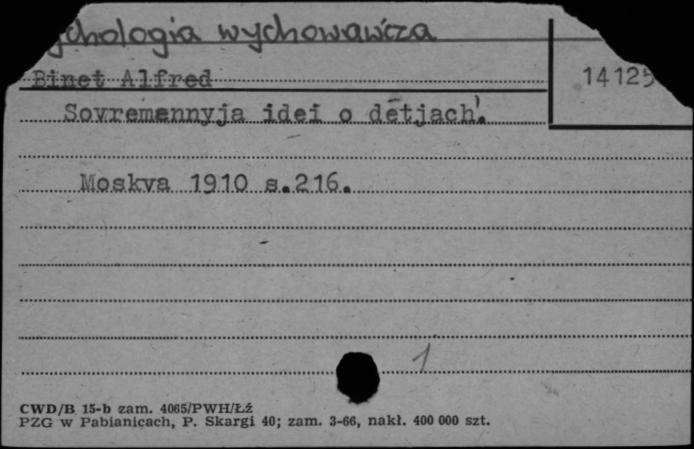 ychologia wychowawcza
Binet Alfred
14125
Sovremennyja idei o dětjach'.
Moskva 1910 s.216.
1
CWD/B 15-b zam. 4065/PWH/Łź
PZG w Pabianicach, P. Skargi 40; zam. 3-66, nakł. 400 000 szt.